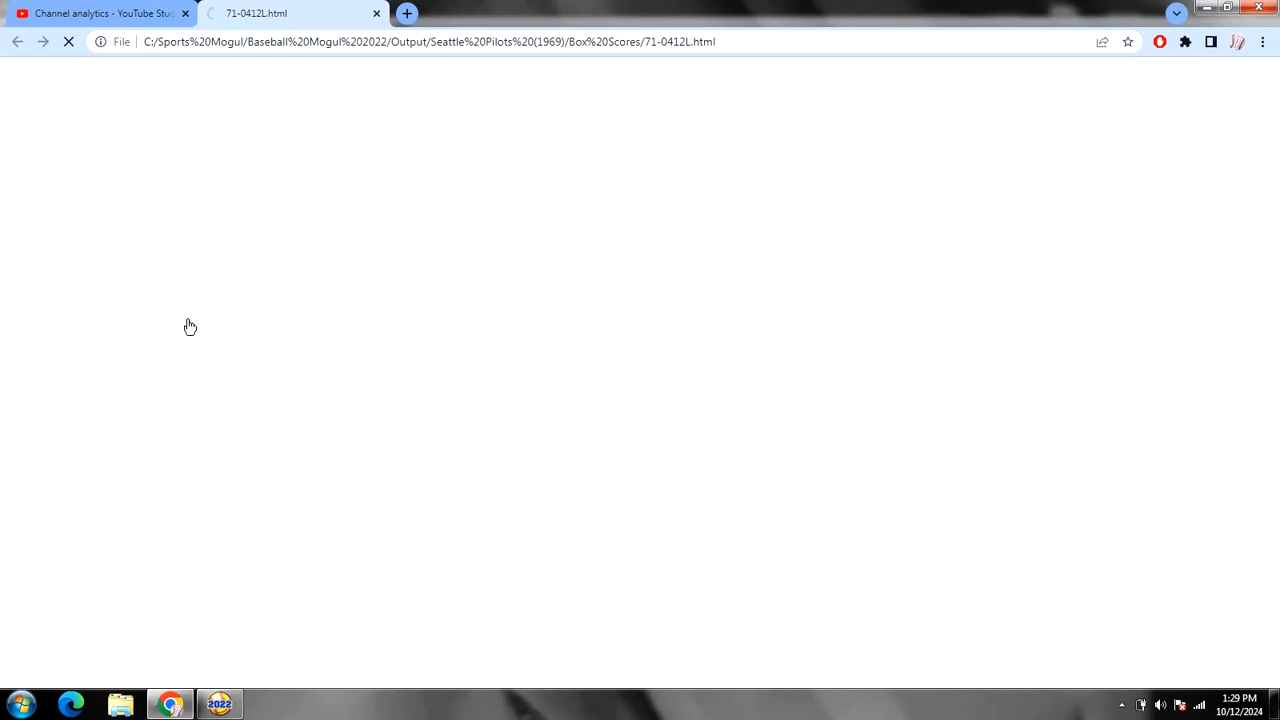 Channel analytics - YouTube Stu
71-0412L.html
File
C:/Sports%20Mogul/Baseball%20Mogul%202022/Output/Seattle%20Pilots%20(1969)/Box%20Scores/71-0412L.html
2022
1:29 PM
10/12/2024